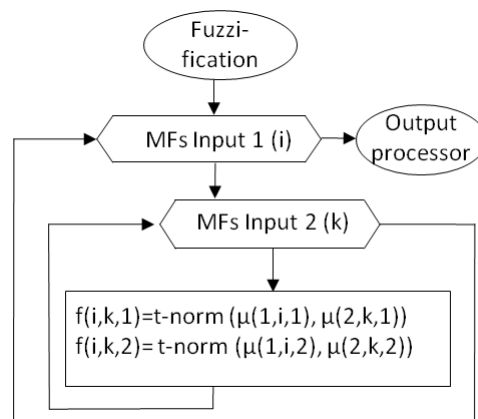 Fuzzi-
fication
MFs Input 1 (i)
Output
processor
MFs Input 2 (k)
f(i,k,1)=t-norm (µ(1,i,1), µ(2,k,1))
f(i,k,2)= t-norm (µ(1,i,2), µ(2,k,2))